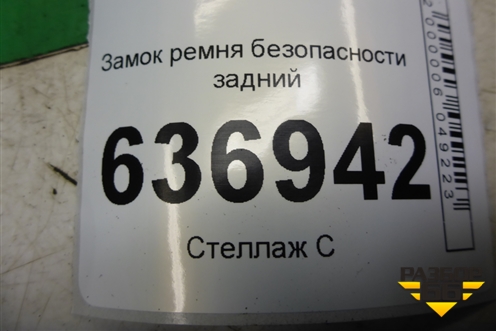 Замок ремня безопасности
задний
636942
Стеллаж С